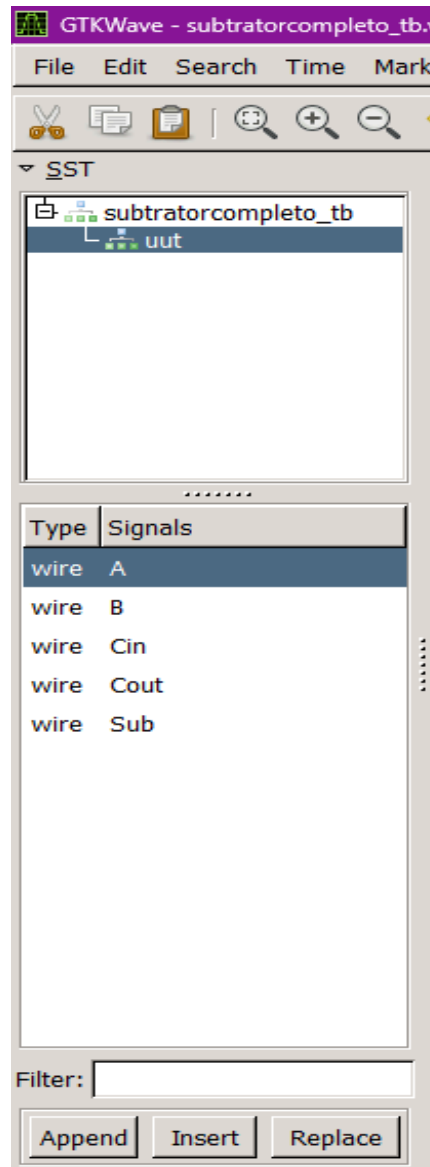 GTKWave - subtratorcompleto_tb.
File Edit Search Time Mark
SST
subtratorcompleto_tb
uut
Type Signals
wire A
wire B
wire Cin
wire Cout
wire Sub
Filter:
Append Insert Replace